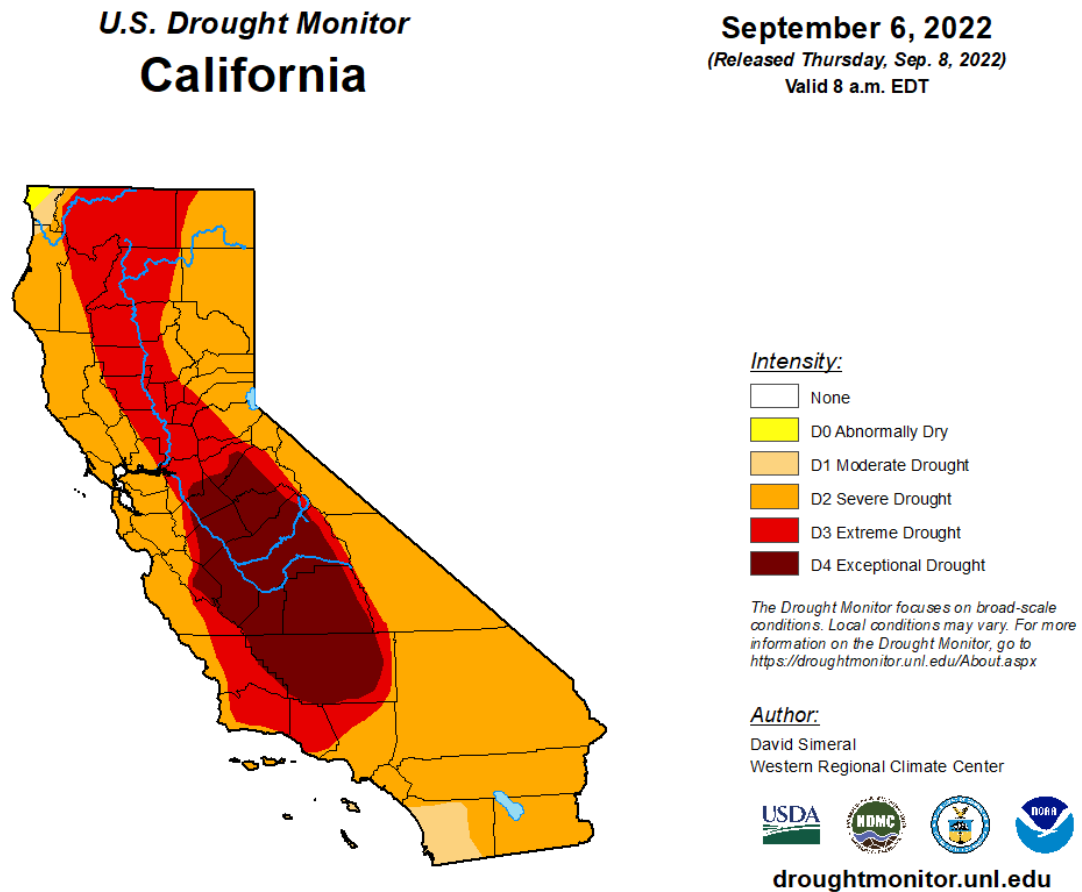 U.S. Drought Monitor
California
September 6, 2022
(Released Thursday, Sep. 8, 2022)
Valid 8 a.m. EDT
Intensity:
None
D0 Abnormally Dry
D1 Moderate Drought
D2 Severe Drought
D3 Extreme Drought
D4 Exceptional Drought
The Drought Monitor focuses on broad-scale
conditions. Local conditions may vary. For more
information on the Drought Monitor, go to
https://droughtmonitor.unl.edu/About.aspx
Author:
David Simeral
Western Regional Climate Center
USDA
NDMC
NOAA
droughtmonitor.unl.edu